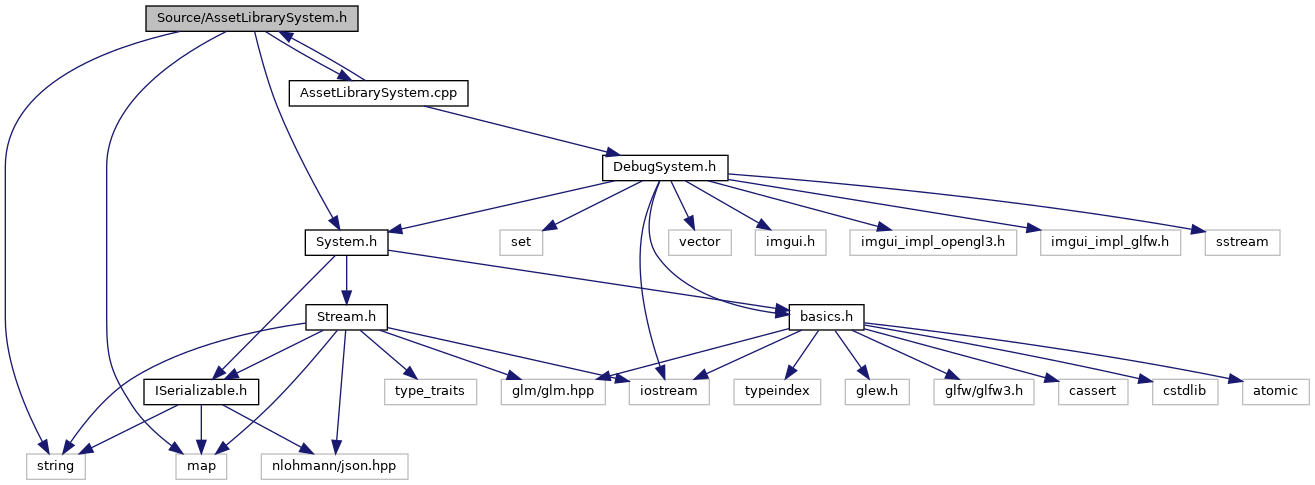 Source/AssetLibrarySystem.h
AssetLibrarySystem.cpp
DebugSystem.h
System.h
set
vector
imgui.h
imgui_impl_opengl3.h
imgui_impl_glfw.h
sstream
Stream.h
basics.h
ISerializable.h
type_traits
glm/glm.hpp
iostream
typeindex
glew.h
glfw/glfw3.h
cassert
cstdlib
atomic
string
map
nlohmann/json.hpp